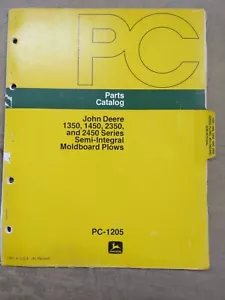 PC
Parts
Catalog
John Deere
1350, 1450, 2350,
and 2450 Series
Semi-Integral
Moldboard Plows
PC-1205